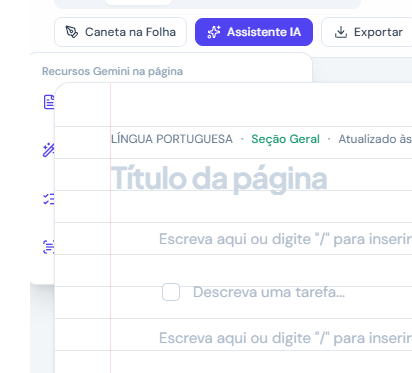 Caneta na Folha Assistente IA Exportar
Recursos Gemini na página
LÍNGUA PORTUGUESA · Seção Geral · Atualizado às
Título da página
Escreva aqui ou digite "/" para inserir
Descreva uma tarefa...
Escreva aqui ou digite "/" para inserir